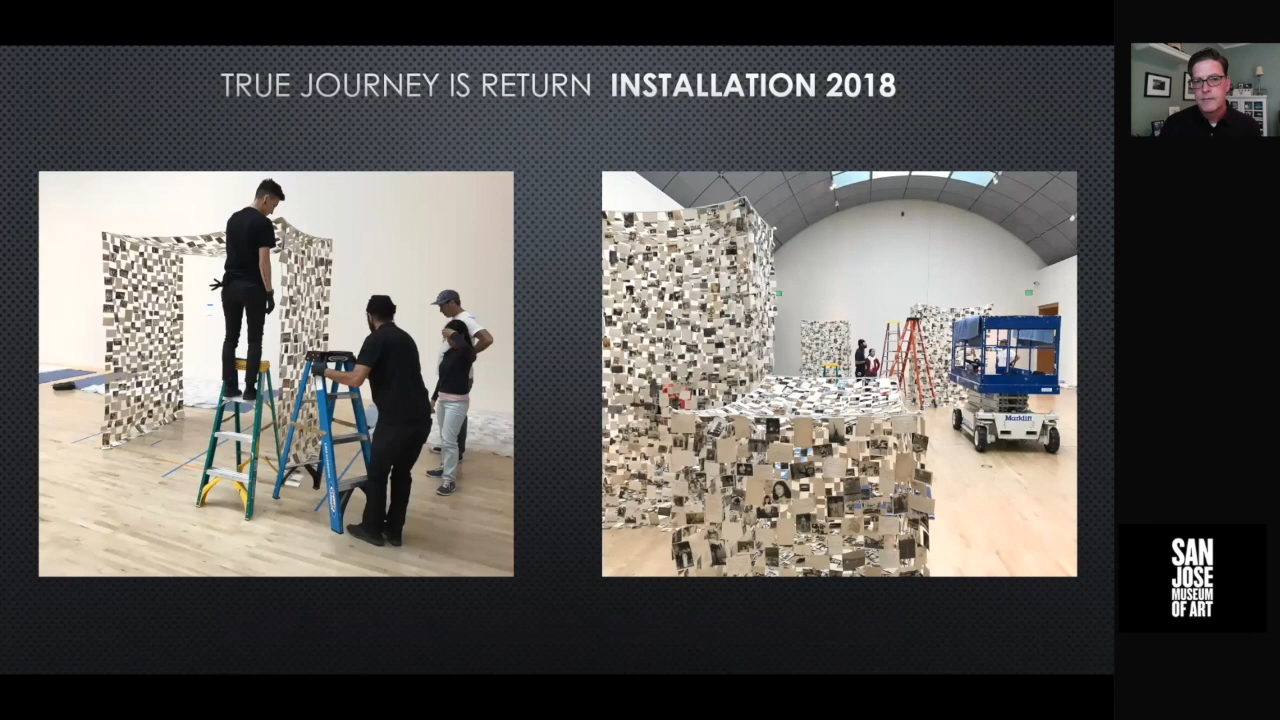 TRUE JOURNEY IS RETURN INSTALLATION 2018
Marklift
SAN
JOSE
MUSEUM
OF ART